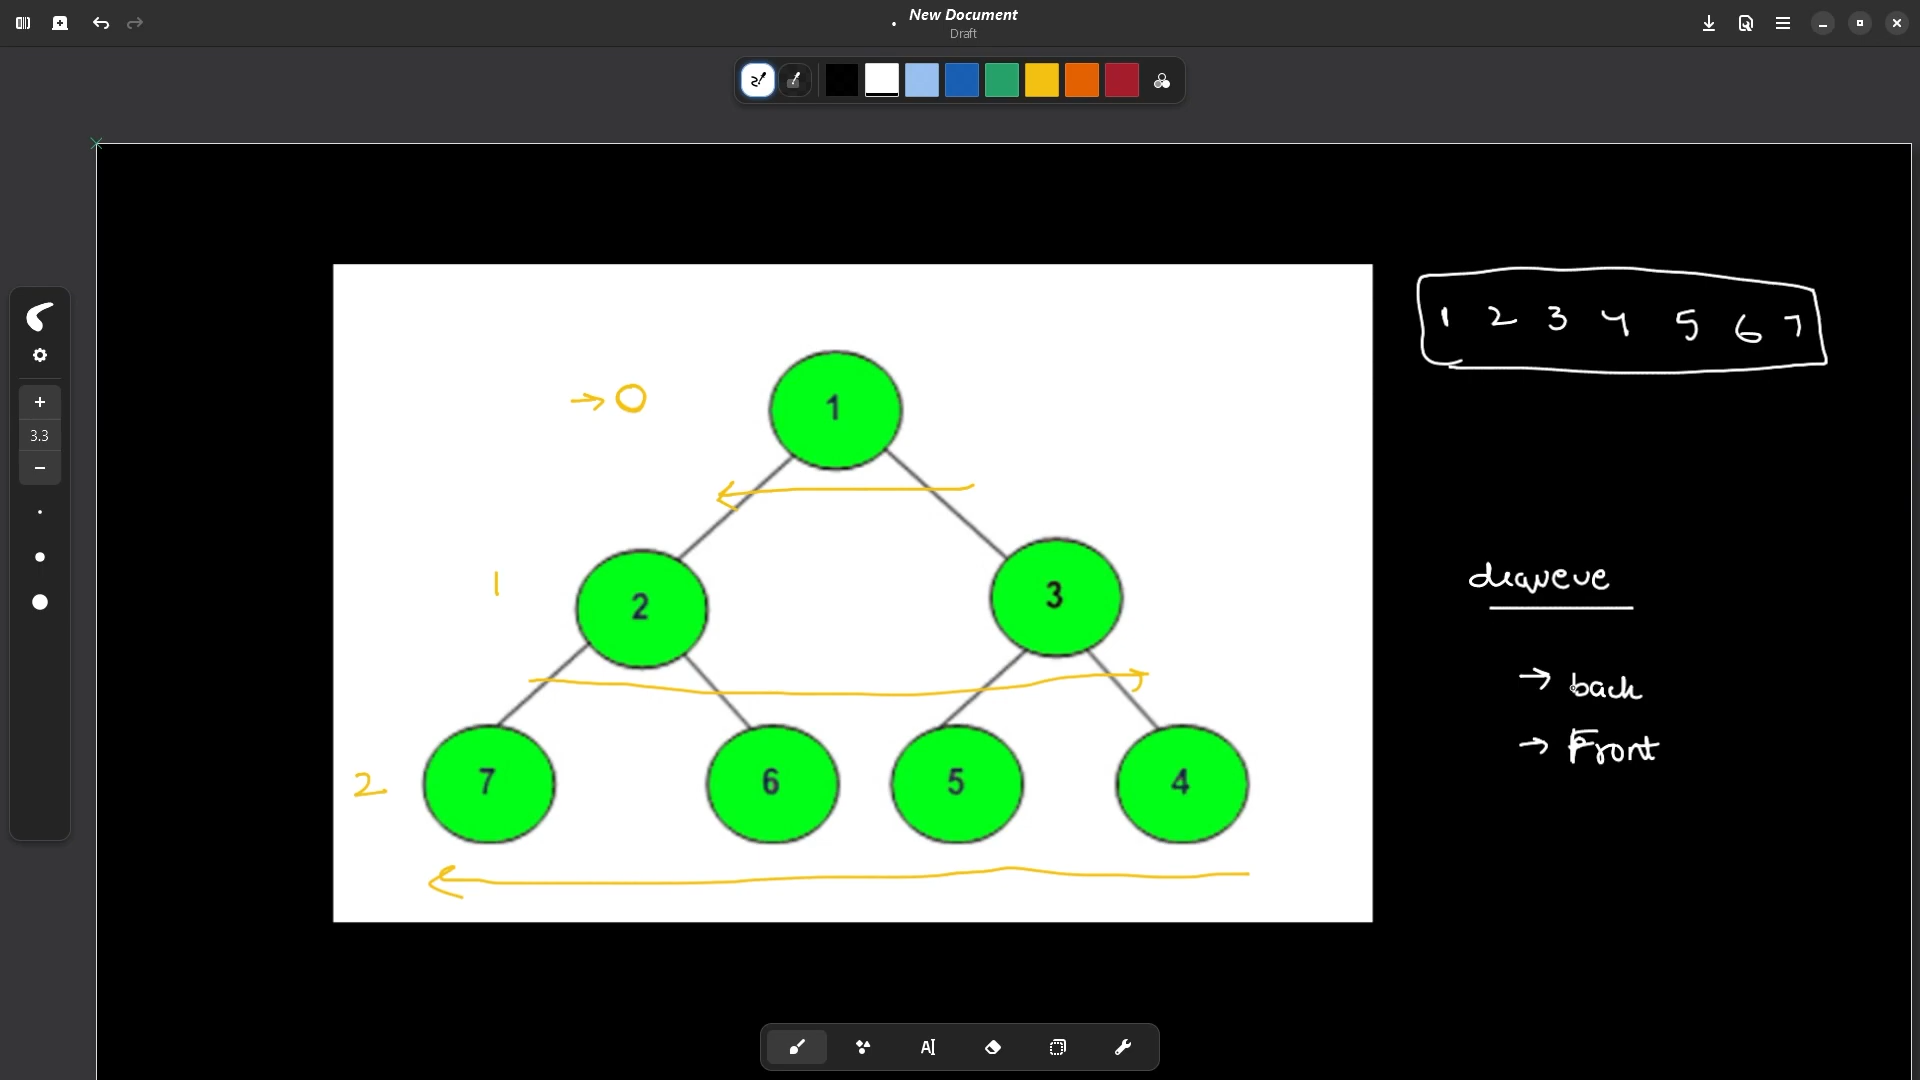 New Document
Draft
1 2 3 4 5 6 7
→ 0
1
1
2
3
dequeue
→ back
→ Front
2
7
6
5
4
+
3.3
−
AI